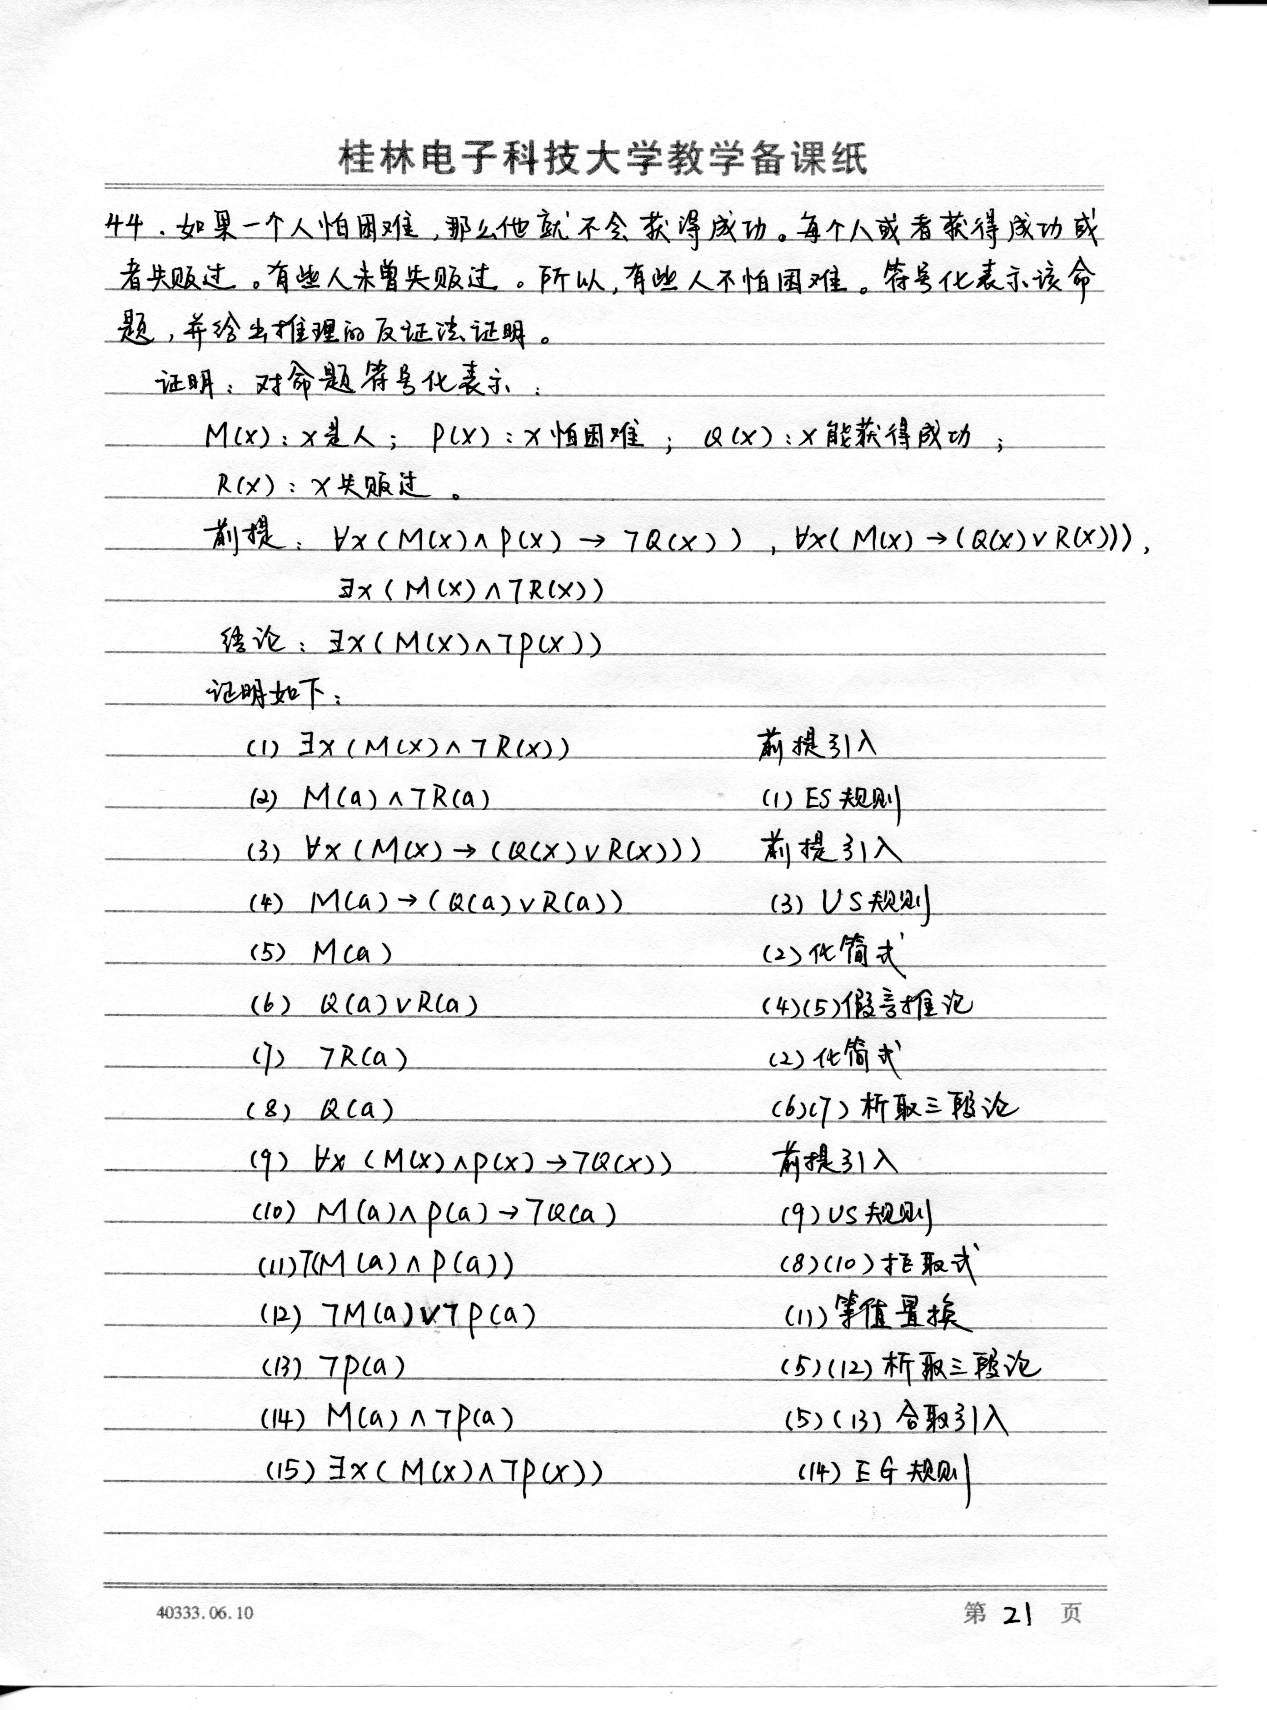 桂林电子科技大学教学备课纸
44.如果一个人怕困难,那么他就不会获得成功。每个人或者获得成功或
者失败过。有些人未曾失败过。所以,有些人不怕困难。符号化表示该命
题,并给出推理的反证法证明。
证明:对命题符号化表示:
M(x):x是人; P(x):x怕困难; Q(x):x能获得成功;
R(x):x失败过。
前提: ∀x(M(x)∧P(x)→¬Q(x)),∀x(M(x)→(Q(x)∨R(x))),
∃x(M(x)∧¬R(x))
结论:∃x(M(x)∧¬P(x))
证明如下:
(1) ∃x(M(x)∧¬R(x)) 前提引入
(2) M(a)∧¬R(a) (1) ES规则
(3) ∀x(M(x)→(Q(x)∨R(x))) 前提引入
(4) M(a)→(Q(a)∨R(a)) (3) US规则
(5) M(a) (2)化简式
(6) Q(a)∨R(a) (4)(5)假言推论
(7) ¬R(a) (2)化简式
(8) Q(a) (6)(7)析取三段论
(9) ∀x(M(x)∧P(x)→¬Q(x)) 前提引入
(10) M(a)∧P(a)→¬Q(a) (9)US规则
(11)¬(M(a)∧P(a)) (8)(10)拒取式
(12) ¬M(a)∨¬P(a) (11)等值置换
(13) ¬P(a) (5)(12)析取三段论
(14) M(a)∧¬P(a) (5)(13)合取引入
(15) ∃x(M(x)∧¬P(x)) (14)EG规则
40333.06.10 第 21 页